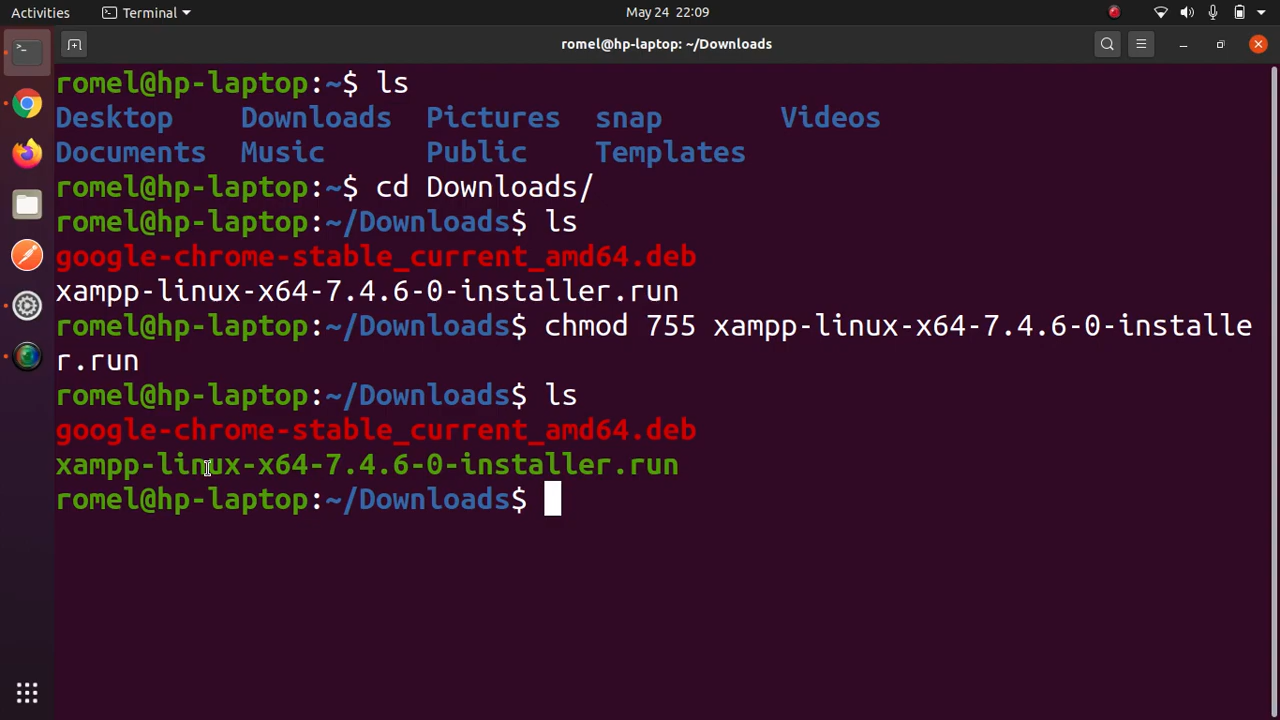 Activities Terminal May 24 22:09
romel@hp-laptop: ~/Downloads
romel@hp-laptop:~$ ls
Desktop Downloads Pictures snap Videos
Documents Music Public Templates
romel@hp-laptop:~$ cd Downloads/
romel@hp-laptop:~/Downloads$ ls
google-chrome-stable_current_amd64.deb
xampp-linux-x64-7.4.6-0-installer.run
romel@hp-laptop:~/Downloads$ chmod 755 xampp-linux-x64-7.4.6-0-installe
r.run
romel@hp-laptop:~/Downloads$ ls
google-chrome-stable_current_amd64.deb
xampp-linux-x64-7.4.6-0-installer.run
romel@hp-laptop:~/Downloads$